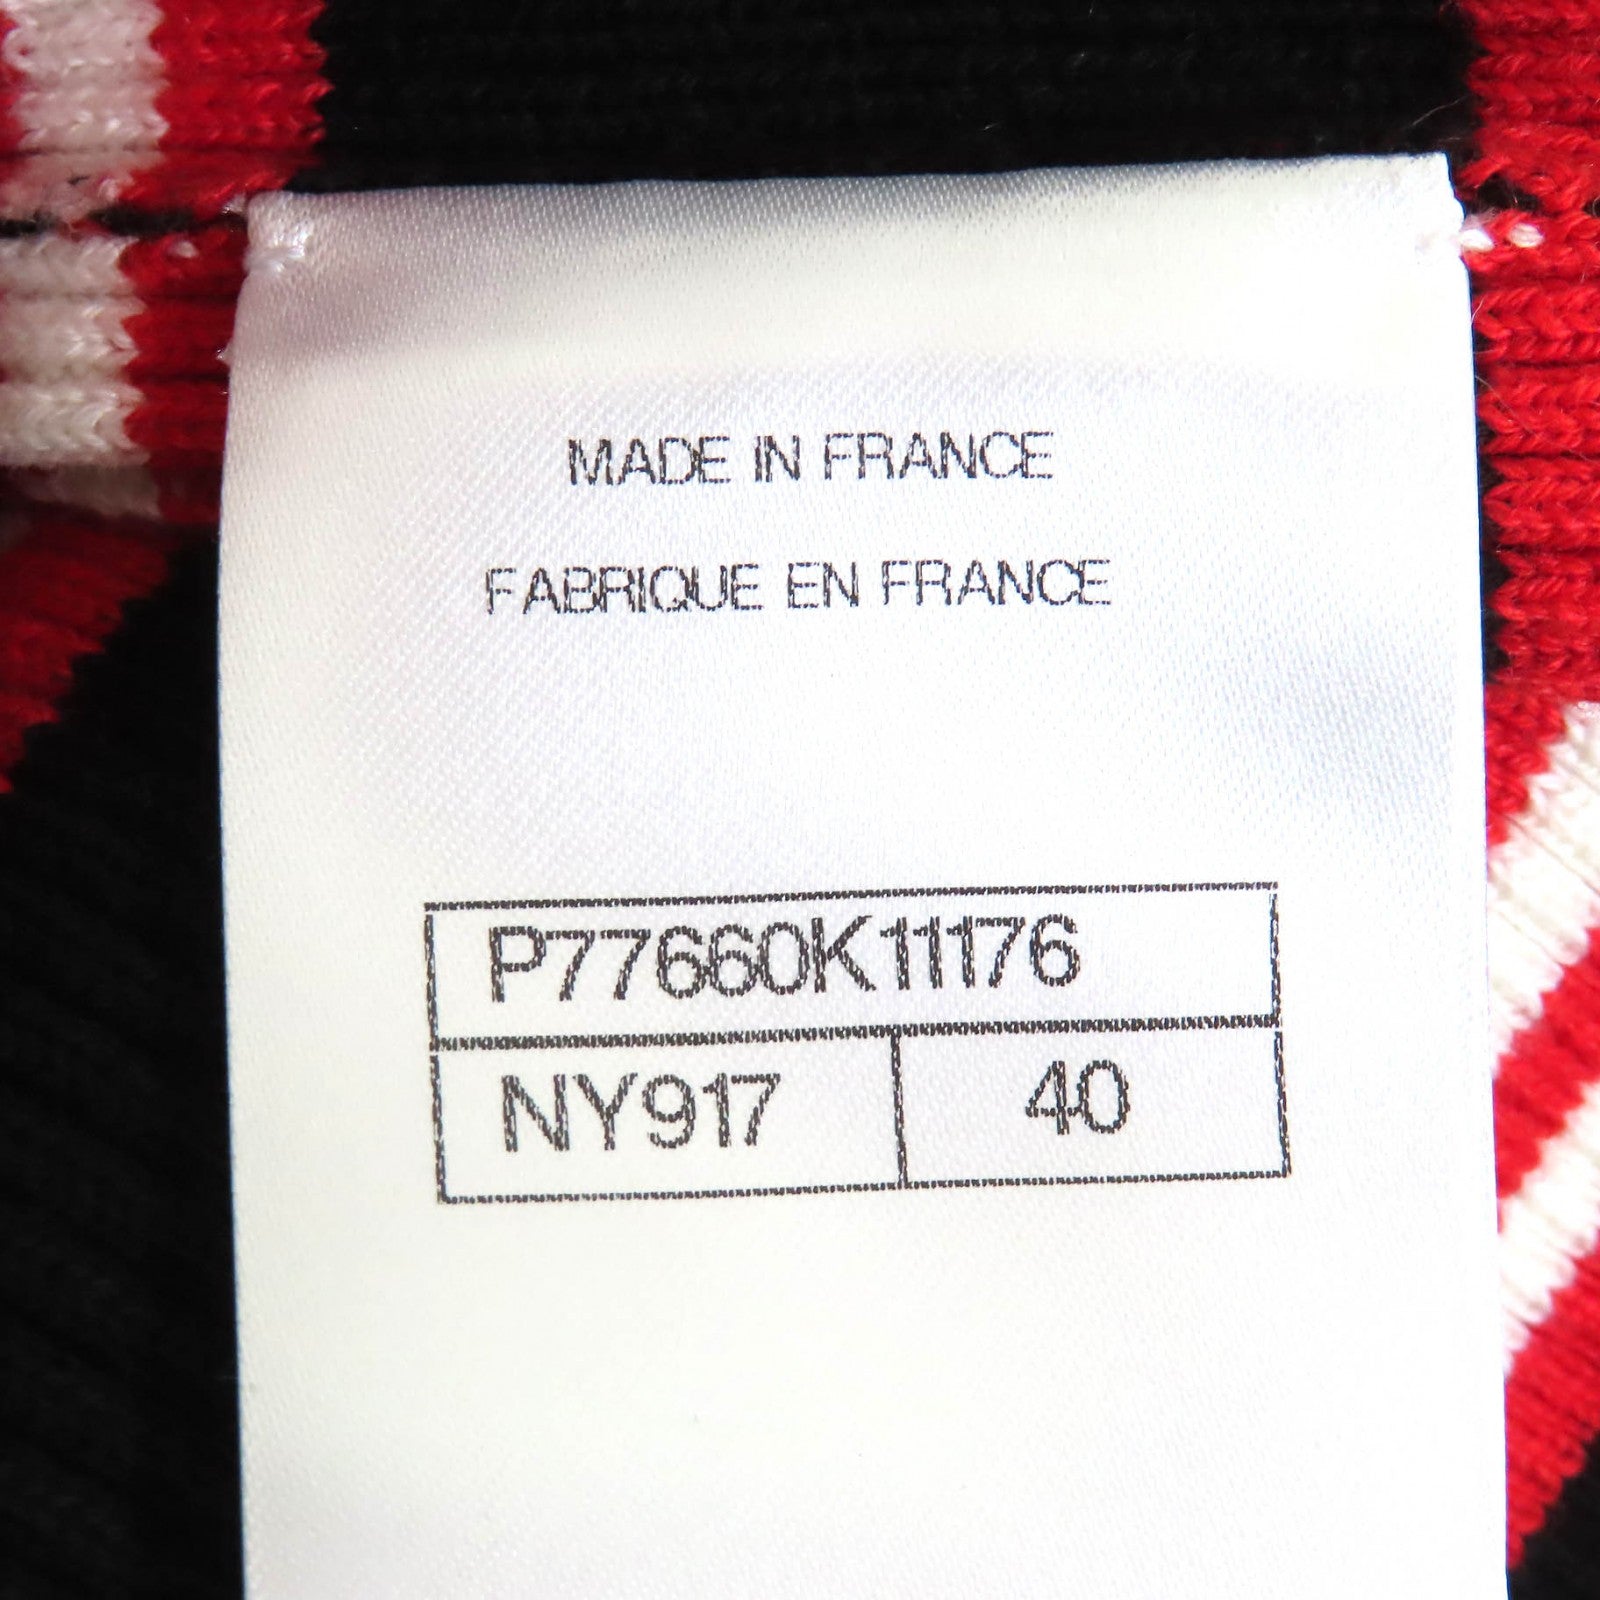 MADE IN FRANCE
FABRIQUE EN FRANCE
P77660K11176
NY917 40